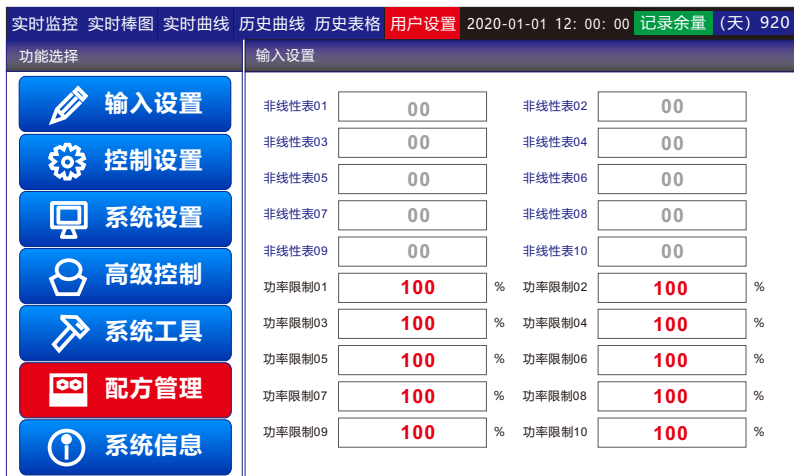 实时监控 实时棒图 实时曲线 历史曲线 历史表格 用户设置 2020-01-01 12: 00: 00 记录余量 (天) 920
功能选择
输入设置
控制设置
系统设置
高级控制
系统工具
配方管理
系统信息
输入设置
非线性表01 00 非线性表02 00
非线性表03 00 非线性表04 00
非线性表05 00 非线性表06 00
非线性表07 00 非线性表08 00
非线性表09 00 非线性表10 00
功率限制01 100 % 功率限制02 100 %
功率限制03 100 % 功率限制04 100 %
功率限制05 100 % 功率限制06 100 %
功率限制07 100 % 功率限制08 100 %
功率限制09 100 % 功率限制10 100 %